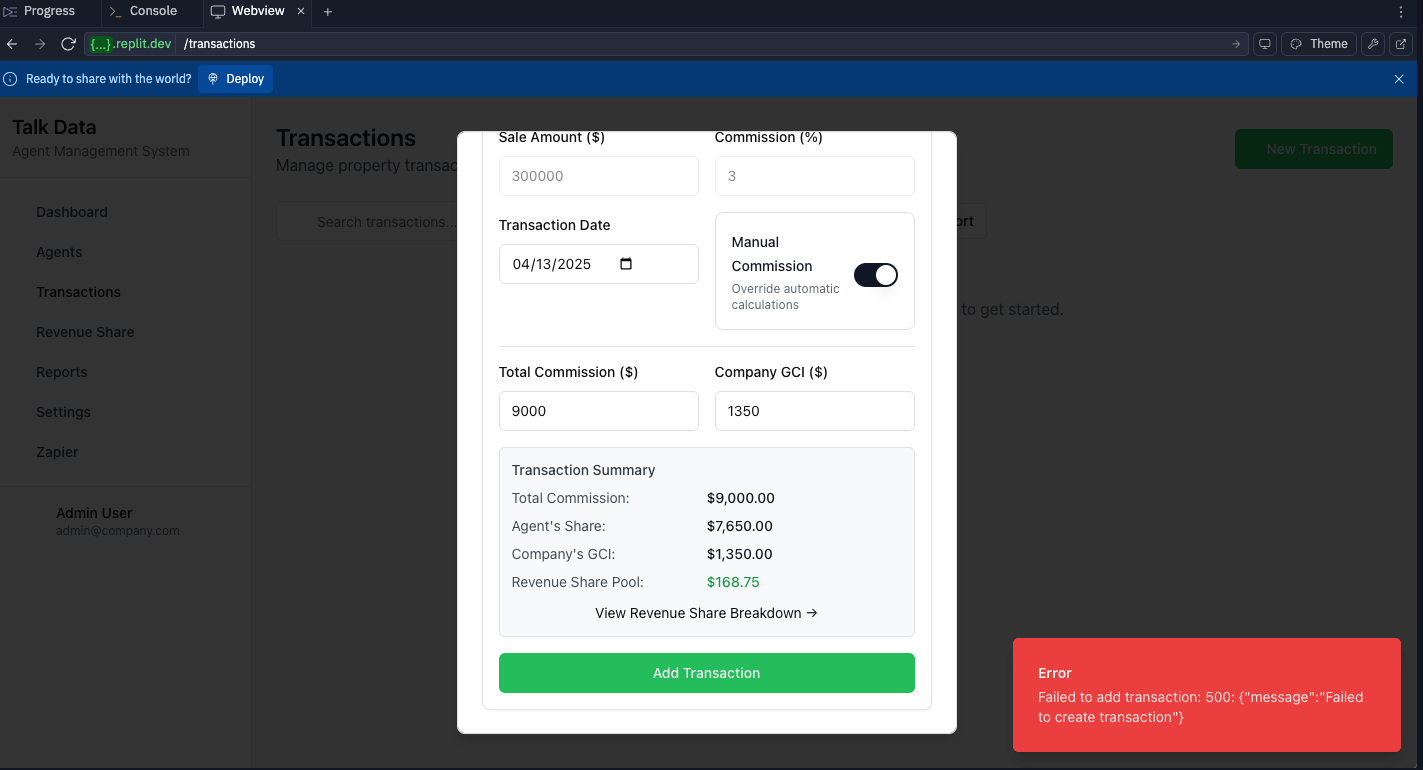 Progress
Console
Webview
{...}.replit.dev
/transactions
Theme
Ready to share with the world?
Deploy
Talk Data
Agent Management System
Dashboard
Agents
Transactions
Revenue Share
Reports
Settings
Zapier
Admin User
admin@company.com
Transactions
Manage property transac
New Transaction
Search transactions...
ort
to get started.
Sale Amount ($)
Commission (%)
300000
3
Transaction Date
04/13/2025
Manual
Commission
Override automatic
calculations
Total Commission ($)
Company GCI ($)
9000
1350
Transaction Summary
Total Commission: $9,000.00
Agent's Share: $7,650.00
Company's GCI: $1,350.00
Revenue Share Pool: $168.75
View Revenue Share Breakdown →
Add Transaction
Error
Failed to add transaction: 500: {"message":"Failed
to create transaction"}